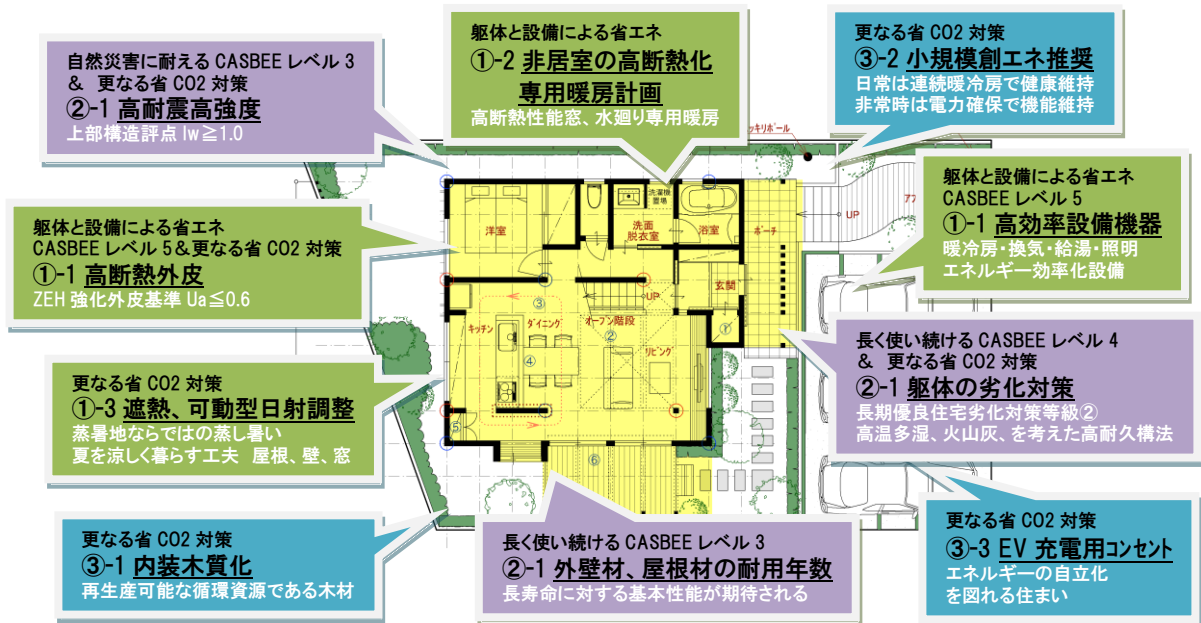 自然災害に耐える CASBEE レベル 3
& 更なる省 CO2 対策
②-1 高耐震高強度
上部構造評点 Iw≧1.0
躯体と設備による省エネ
①-2 非居室の高断熱化
専用暖房計画
高断熱性能窓、水廻り専用暖房
更なる省 CO2 対策
③-2 小規模創エネ推奨
日常は連続暖冷房で健康維持
非常時は電力確保で機能維持
躯体と設備による省エネ
CASBEE レベル 5&更なる省 CO2 対策
①-1 高断熱外皮
ZEH 強化外皮基準 Ua≦0.6
躯体と設備による省エネ
CASBEE レベル 5
①-1 高効率設備機器
暖冷房・換気・給湯・照明
エネルギー効率化設備
更なる省 CO2 対策
①-3 遮熱、可動型日射調整
蒸暑地ならではの蒸し暑い
夏を涼しく暮らす工夫 屋根、壁、窓
長く使い続ける CASBEE レベル 4
& 更なる省 CO2 対策
②-1 躯体の劣化対策
長期優良住宅劣化対策等級②
高温多湿、火山灰、を考えた高耐久構法
更なる省 CO2 対策
③-1 内装木質化
再生産可能な循環資源である木材
長く使い続ける CASBEE レベル 3
②-1 外壁材、屋根材の耐用年数
長寿命に対する基本性能が期待される
更なる省 CO2 対策
③-3 EV 充電用コンセント
エネルギーの自立化
を図れる住まい
ッキリポール
洋室
洗濯機
置場
洗面
脱衣室
浴室
ポーチ
UP
玄関
UP
③
キッチン
ダイニング
オープン階段
②
①
リビング
④
⑤
⑥